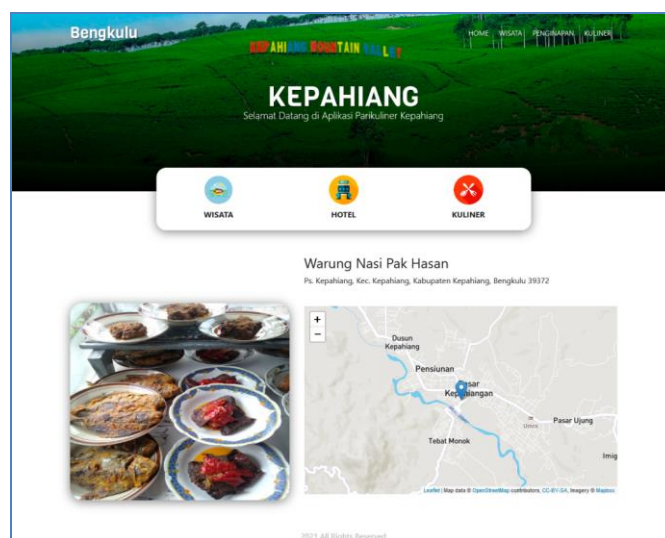 Bengkulu
HOME WISATA PENGINAPAN KULINER
KEPAHIANG MOUNTAIN VALLEY
KEPAHIANG
Selamat Datang di Aplikasi Parikuliner Kepahiang
WISATA HOTEL KULINER
Warung Nasi Pak Hasan
Ps. Kepahiang, Kec. Kepahiang, Kabupaten Kepahiang, Bengkulu 39372
+
−
Dusun
Kepahiang
Pensiunan
Pasar
Kepahiangan
Pasar Ujung
Tebat Monok
Imig
Leaflet | Map data © OpenStreetMap contributors, CC-BY-SA, Imagery © Mapbox
2021 All Rights Reserved